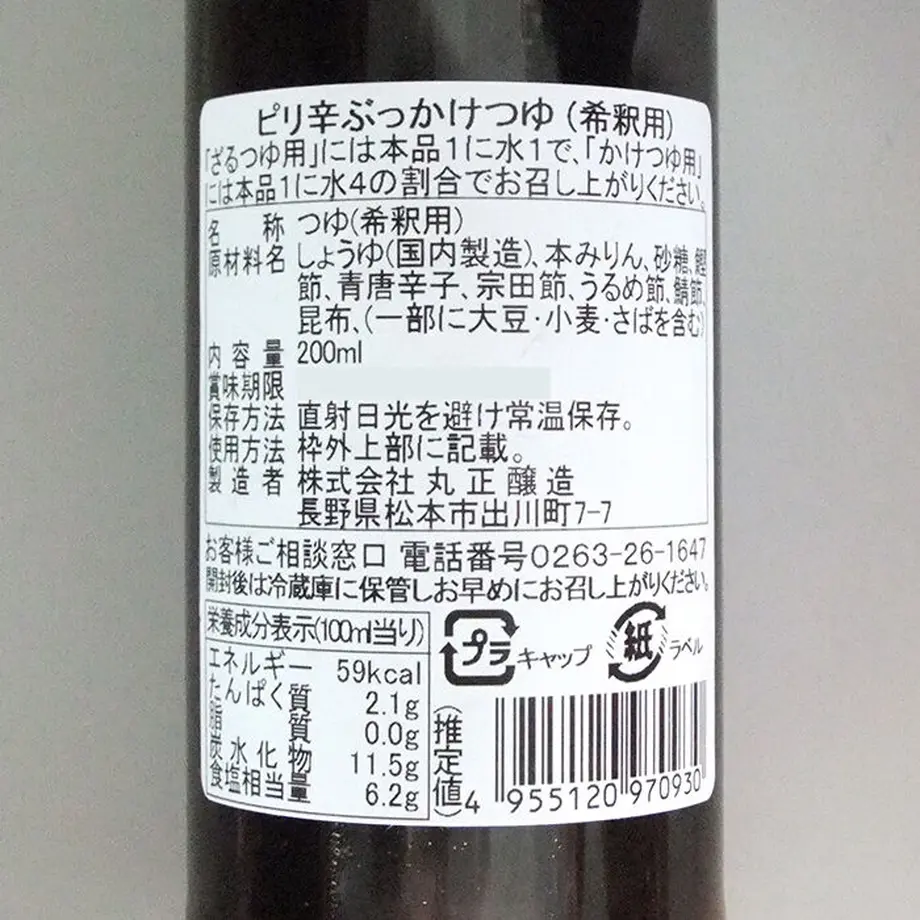 ピリ辛ぶっかけつゆ（希釈用）
「ざるつゆ用」には本品1に水1で、「かけつゆ用」
には本品1に水4の割合でお召し上がりください。
名称 つゆ(希釈用)
原材料名 しょうゆ(国内製造)、本みりん、砂糖、鰹
節、青唐辛子、宗田節、うるめ節、鯖節、
昆布、(一部に大豆・小麦・さばを含む)
内容量 200ml
賞味期限
保存方法 直射日光を避け常温保存。
使用方法 枠外上部に記載。
製造者 株式会社 丸正醸造
長野県松本市出川町7-7
お客様ご相談窓口 電話番号0263-26-1647
開封後は冷蔵庫に保管しお早めにお召し上がりください。
栄養成分表示(100ml当り)
エネルギー 59kcal
たんぱく質 2.1g
脂質 0.0g
炭水化物 11.5g
食塩相当量 6.2g
(推定値)
プラ キャップ
紙 ラベル
4 955120 970930